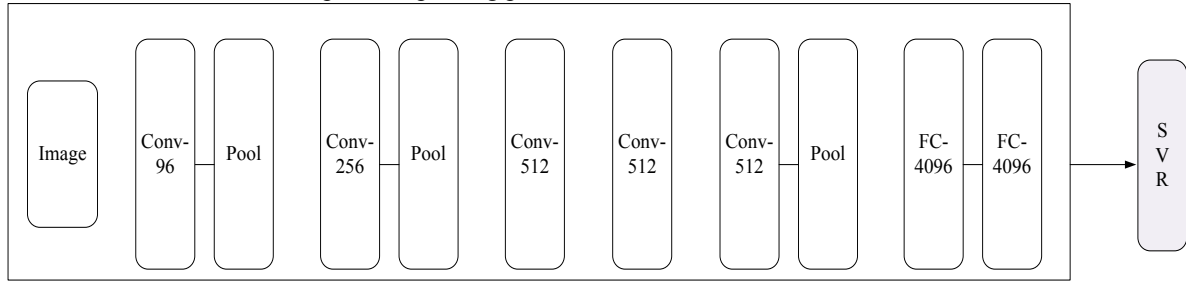 Image
Conv-
96
Pool
Conv-
256
Pool
Conv-
512
Conv-
512
Conv-
512
Pool
FC-
4096
FC-
4096
S
V
R